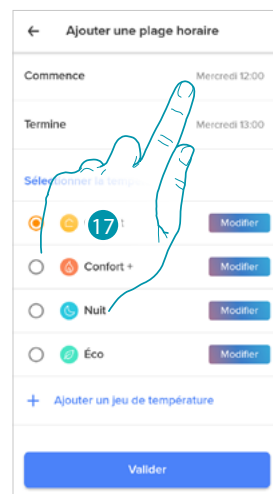 ← Ajouter une plage horaire
Commence Mercredi 12:00
Termine Mercredi 13:00
Sélectionner la
17 Modifier
Confort + Modifier
Nuit Modifier
Éco Modifier
+ Ajouter un jeu de température
Valider